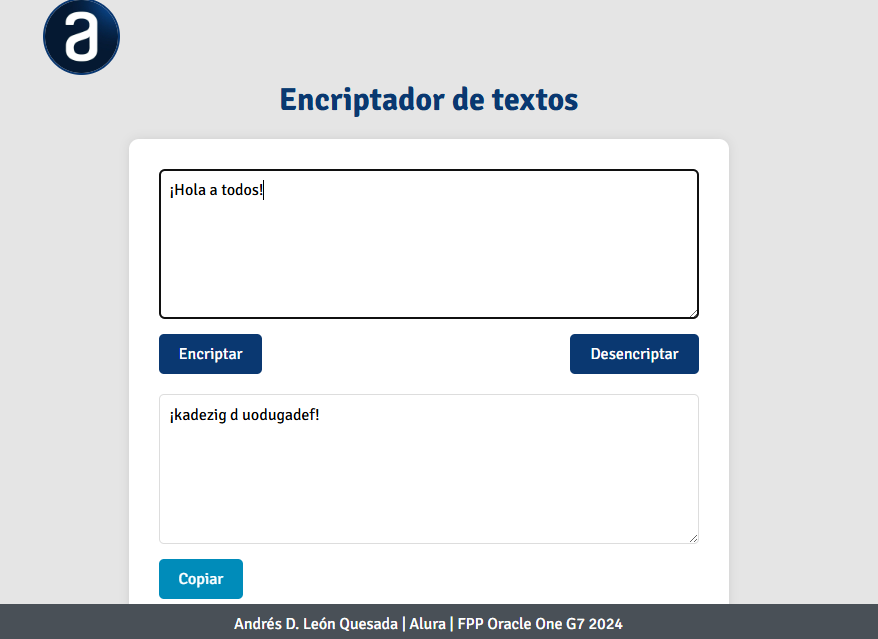 a
Encriptador de textos
¡Hola a todos!
Encriptar
Desencriptar
¡kadezig d uodugadef!
Copiar
Andrés D. León Quesada | Alura | FPP Oracle One G7 2024